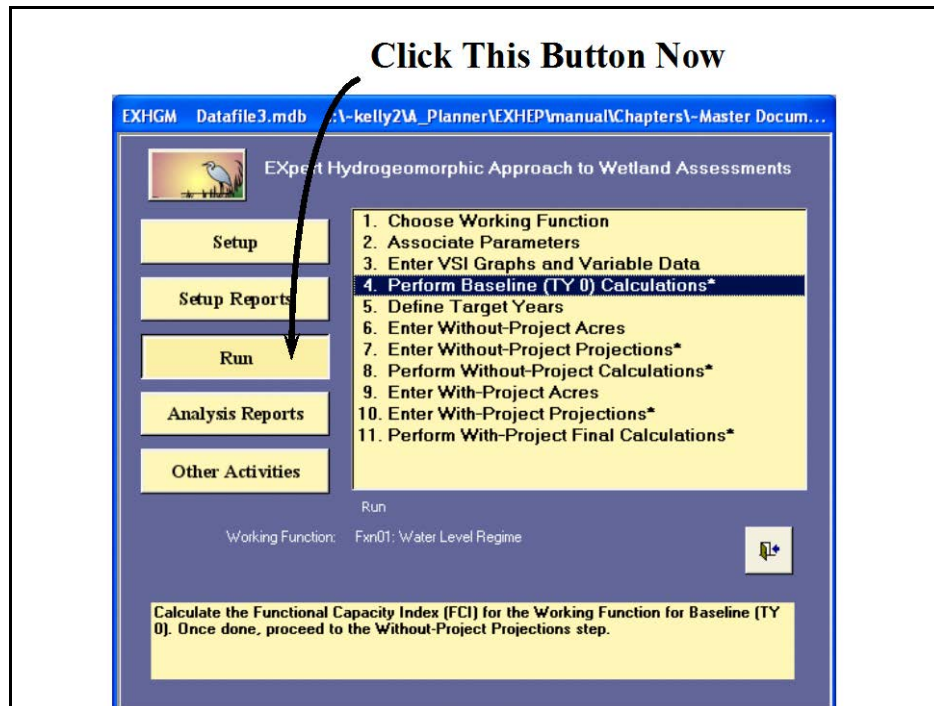 Click This Button Now
EXHGM Datafile3.mdb :\~kelly2\A_Planner\EXHEP\manual\Chapters\~Master Docum...
EXpert Hydrogeomorphic Approach to Wetland Assessments
Setup
Setup Reports
Run
Analysis Reports
Other Activities
1. Choose Working Function
2. Associate Parameters
3. Enter VSI Graphs and Variable Data
4. Perform Baseline (TY 0) Calculations*
5. Define Target Years
6. Enter Without-Project Acres
7. Enter Without-Project Projections*
8. Perform Without-Project Calculations*
9. Enter With-Project Acres
10. Enter With-Project Projections*
11. Perform With-Project Final Calculations*
Run
Working Function: Fxn01: Water Level Regime
Calculate the Functional Capacity Index (FCI) for the Working Function for Baseline (TY
0). Once done, proceed to the Without-Project Projections step.